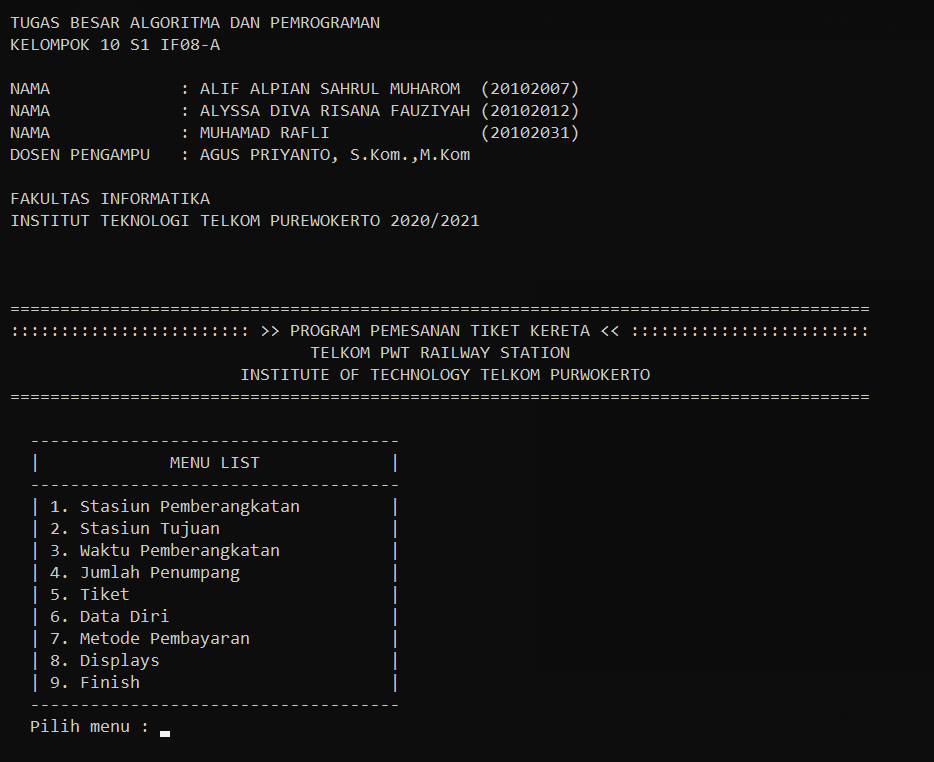 TUGAS BESAR ALGORITMA DAN PEMROGRAMAN
KELOMPOK 10 S1 IF08-A
NAMA : ALIF ALPIAN SAHRUL MUHAROM (20102007)
NAMA : ALYSSA DIVA RISANA FAUZIYAH (20102012)
NAMA : MUHAMAD RAFLI (20102031)
DOSEN PENGAMPU : AGUS PRIYANTO, S.Kom.,M.Kom
FAKULTAS INFORMATIKA
INSTITUT TEKNOLOGI TELKOM PUREWOKERTO 2020/2021
======================================================================================
:::::::::::::::::::::::: >> PROGRAM PEMESANAN TIKET KERETA << ::::::::::::::::::::::::
TELKOM PWT RAILWAY STATION
INSTITUTE OF TECHNOLOGY TELKOM PURWOKERTO
======================================================================================
-------------------------------------
| MENU LIST |
-------------------------------------
| 1. Stasiun Pemberangkatan |
| 2. Stasiun Tujuan |
| 3. Waktu Pemberangkatan |
| 4. Jumlah Penumpang |
| 5. Tiket |
| 6. Data Diri |
| 7. Metode Pembayaran |
| 8. Displays |
| 9. Finish |
-------------------------------------
Pilih menu :